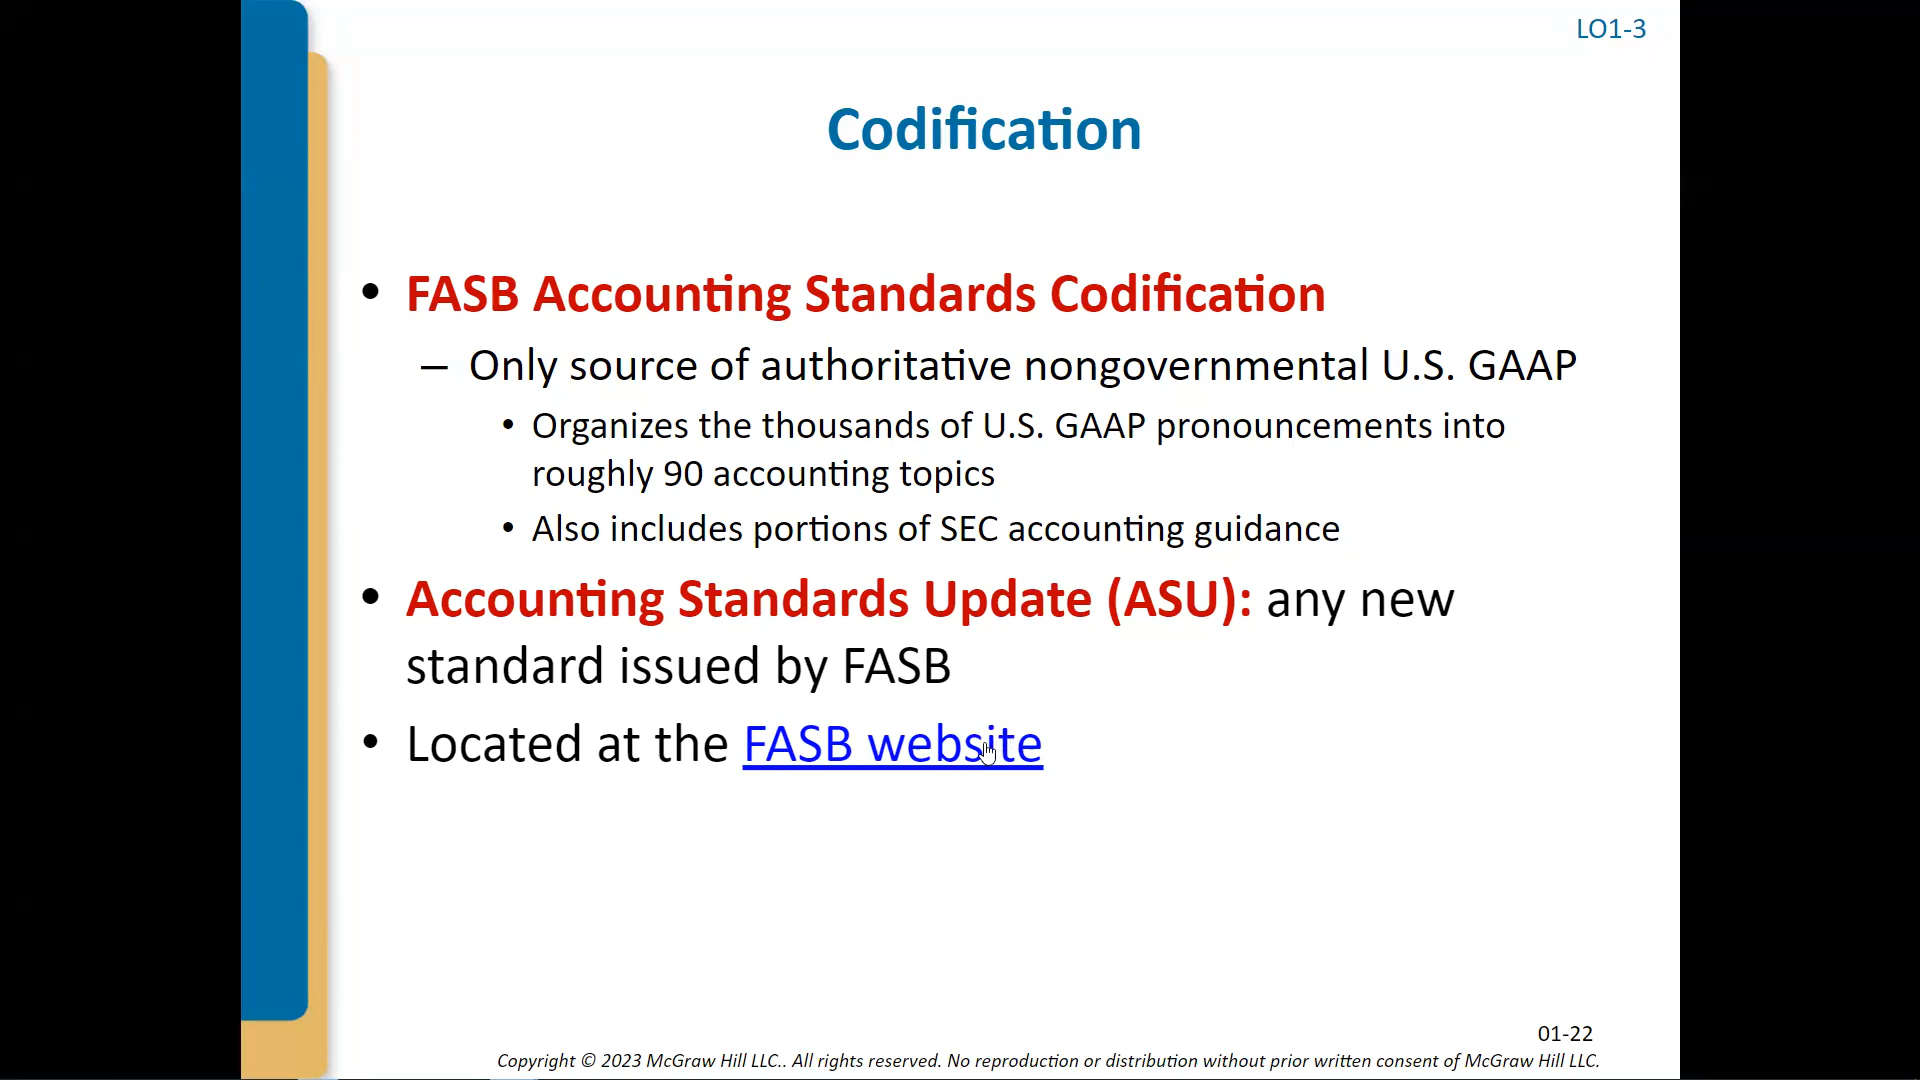 LO1-3
Codification
• FASB Accounting Standards Codification
– Only source of authoritative nongovernmental U.S. GAAP
• Organizes the thousands of U.S. GAAP pronouncements into
roughly 90 accounting topics
• Also includes portions of SEC accounting guidance
• Accounting Standards Update (ASU): any new
standard issued by FASB
• Located at the FASB website
01-22
Copyright © 2023 McGraw Hill LLC.. All rights reserved. No reproduction or distribution without prior written consent of McGraw Hill LLC.